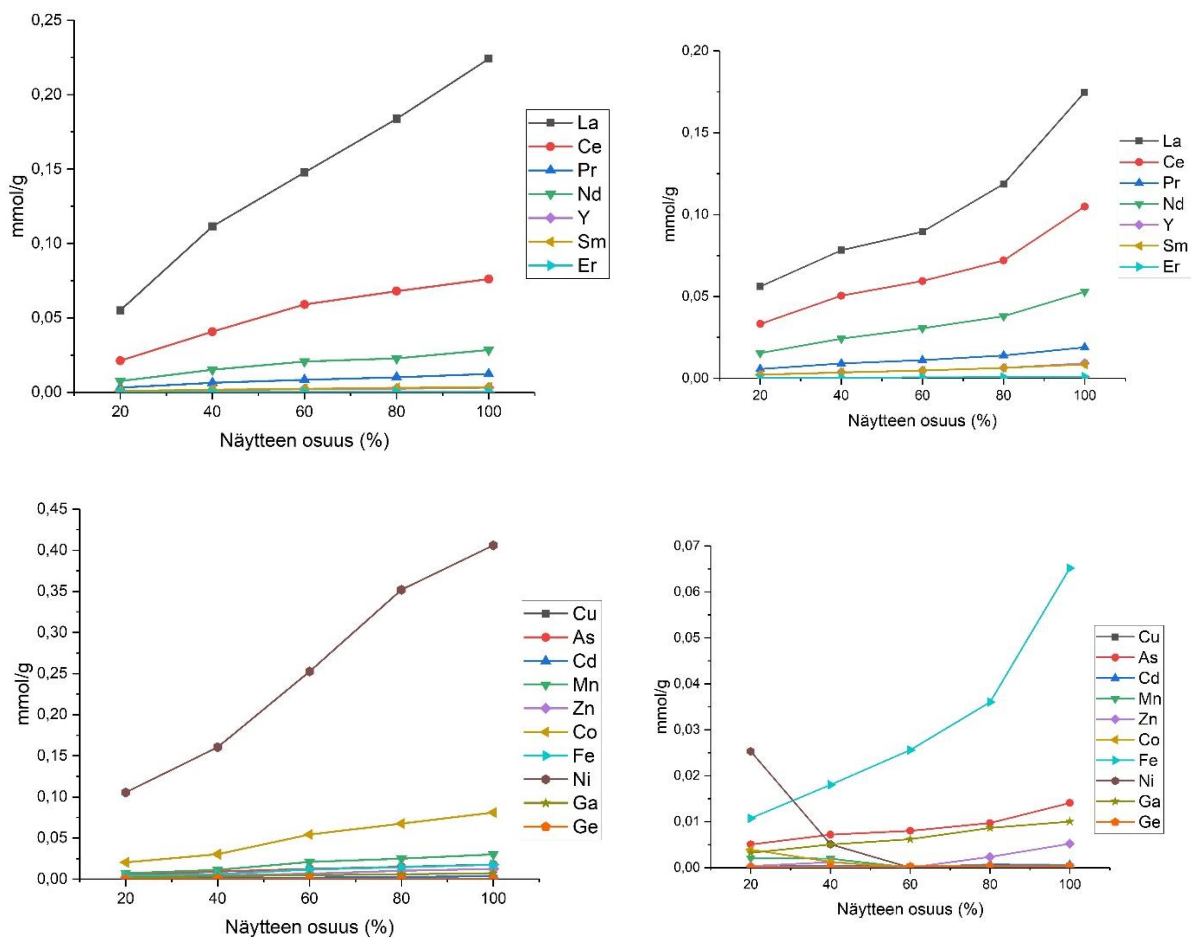 0,25
0,20
0,15
0,10
0,05
0,00
mmol/g
20 40 60 80 100
Näytteen osuus (%)
La
Ce
Pr
Nd
Y
Sm
Er
0,20
0,15
0,10
0,05
0,00
mmol/g
20 40 60 80 100
Näytteen osuus (%)
La
Ce
Pr
Nd
Y
Sm
Er
0,45
0,40
0,35
0,30
0,25
0,20
0,15
0,10
0,05
0,00
mmol/g
20 40 60 80 100
Näytteen osuus (%)
Cu
As
Cd
Mn
Zn
Co
Fe
Ni
Ga
Ge
0,07
0,06
0,05
0,04
0,03
0,02
0,01
0,00
mmol/g
20 40 60 80 100
Näytteen osuus (%)
Cu
As
Cd
Mn
Zn
Co
Fe
Ni
Ga
Ge